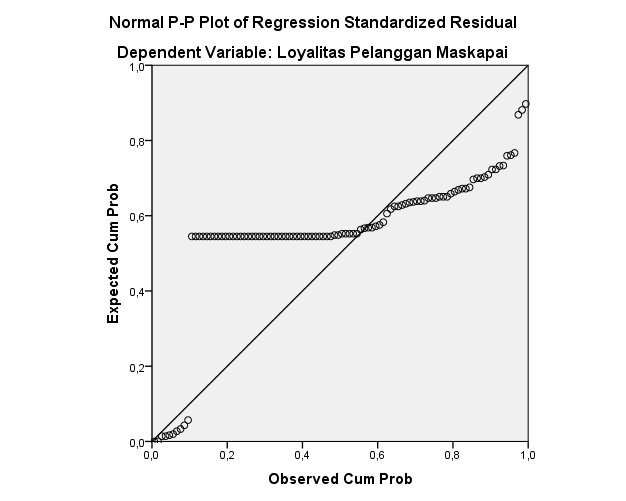 Normal P-P Plot of Regression Standardized Residual
Dependent Variable: Loyalitas Pelanggan Maskapai
1,0
0,8
0,6
0,4
0,2
0,0
Expected Cum Prob
0,0 0,2 0,4 0,6 0,8 1,0
Observed Cum Prob